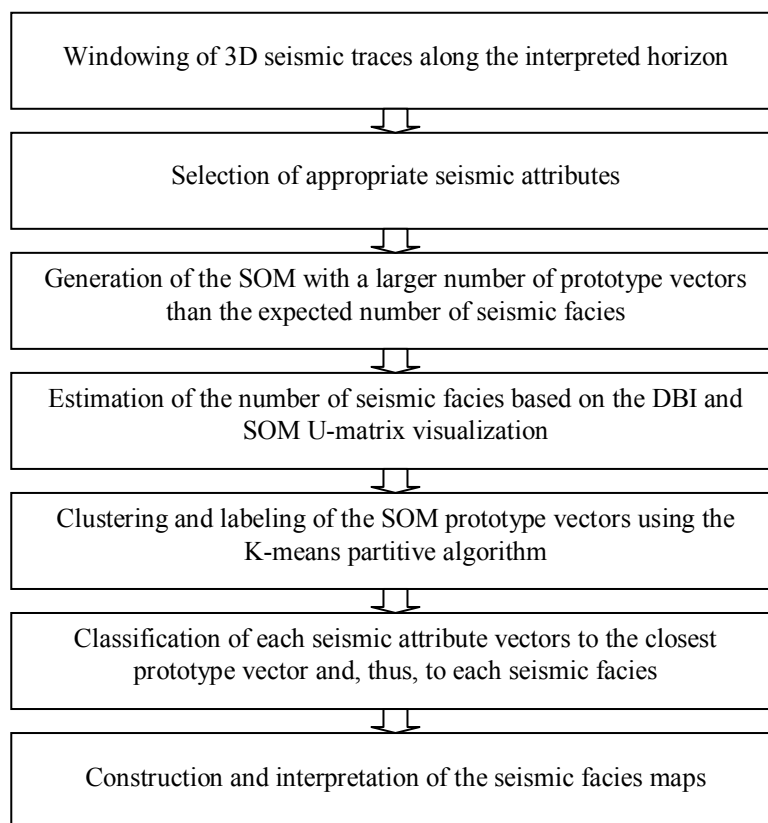 Windowing of 3D seismic traces along the interpreted horizon
Selection of appropriate seismic attributes
Generation of the SOM with a larger number of prototype vectors
than the expected number of seismic facies
Estimation of the number of seismic facies based on the DBI and
SOM U-matrix visualization
Clustering and labeling of the SOM prototype vectors using the
K-means partitive algorithm
Classification of each seismic attribute vectors to the closest
prototype vector and, thus, to each seismic facies
Construction and interpretation of the seismic facies maps